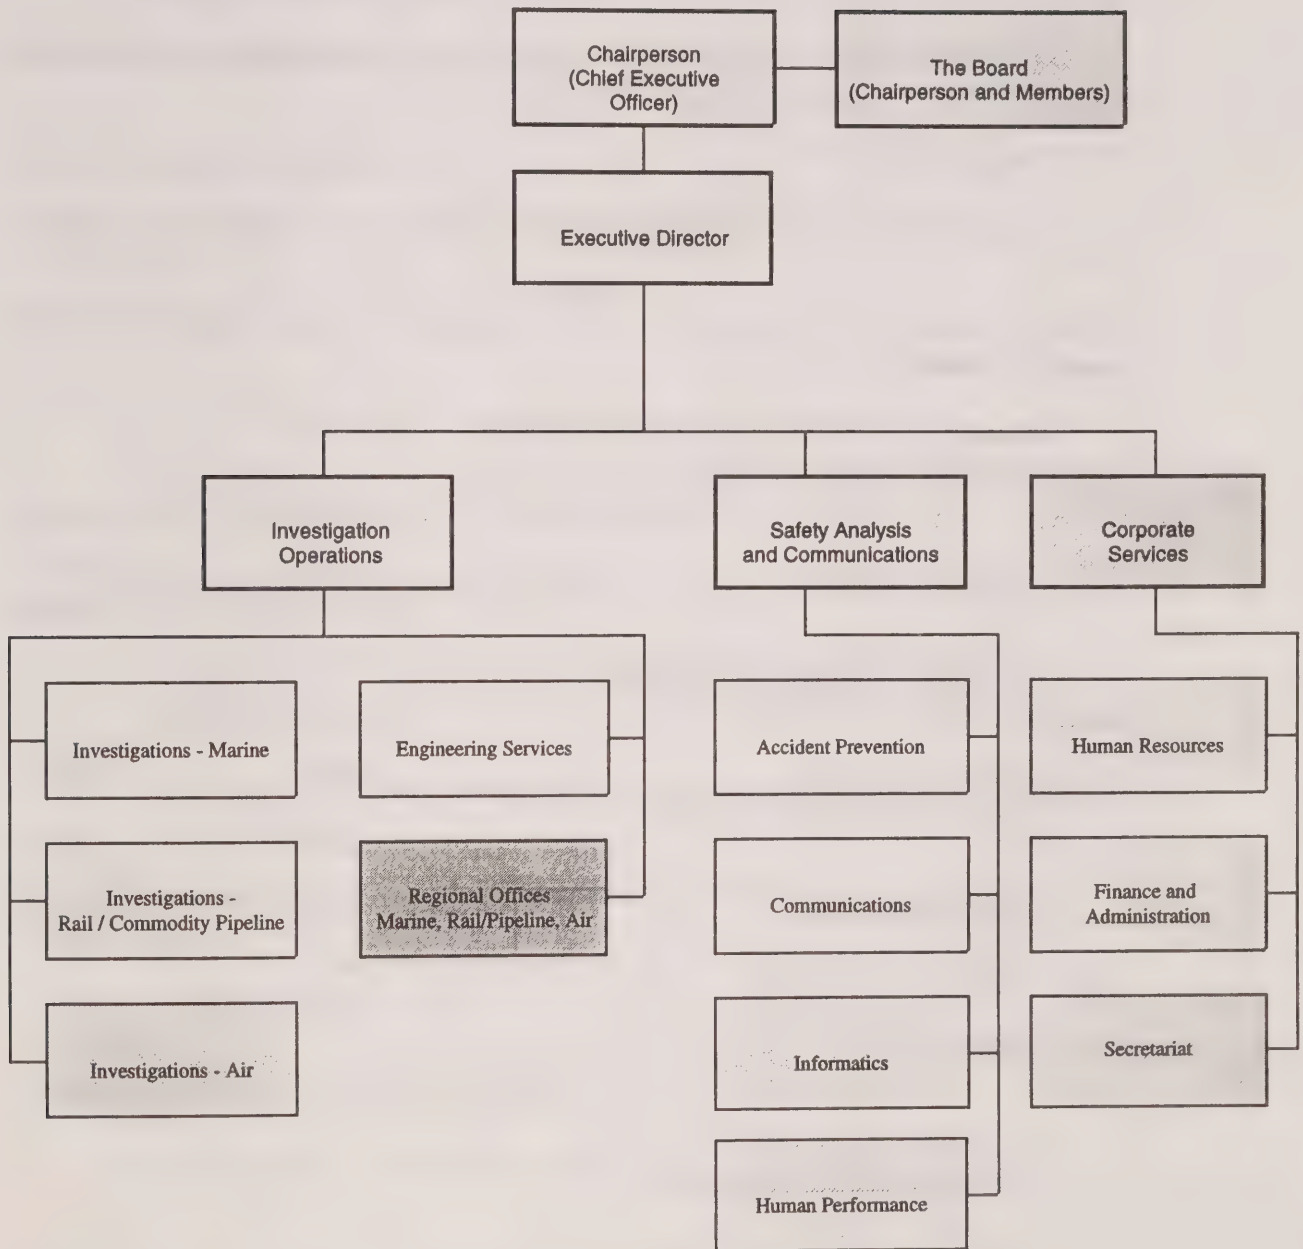 Chairperson
(Chief Executive
Officer)
The Board
(Chairperson and Members)
Executive Director
Investigation
Operations
Safety Analysis
and Communications
Corporate
Services
Investigations - Marine
Engineering Services
Accident Prevention
Human Resources
Investigations -
Rail / Commodity Pipeline
Regional Offices
Marine, Rail/Pipeline, Air
Communications
Finance and
Administration
Investigations - Air
Informatics
Secretariat
Human Performance